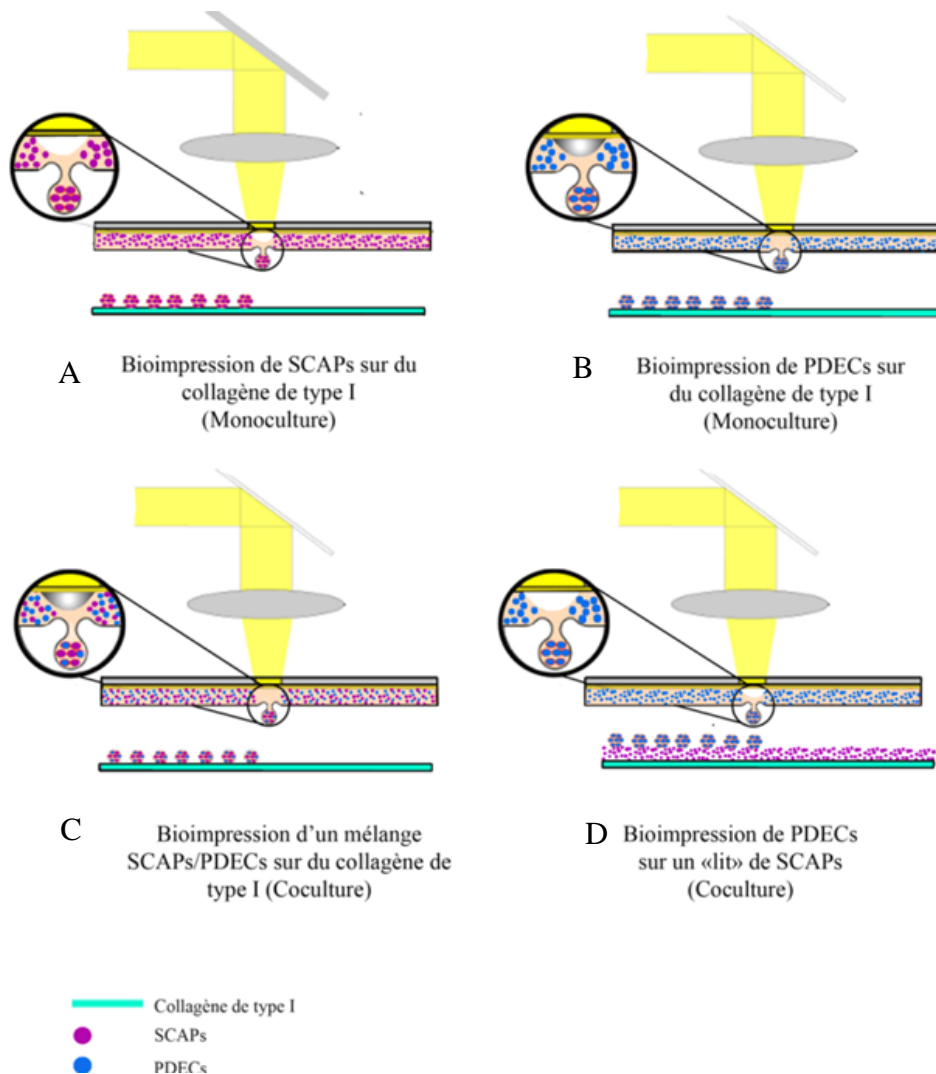 A
Bioimpression de SCAPs sur du
collagène de type I
(Monoculture)
B
Bioimpression de PDECs sur
du collagène de type I
(Monoculture)
C
Bioimpression d’un mélange
SCAPs/PDECs sur du collagène de
type I (Coculture)
D
Bioimpression de PDECs
sur un «lit» de SCAPs
(Coculture)
Collagène de type I
SCAPs
PDECs